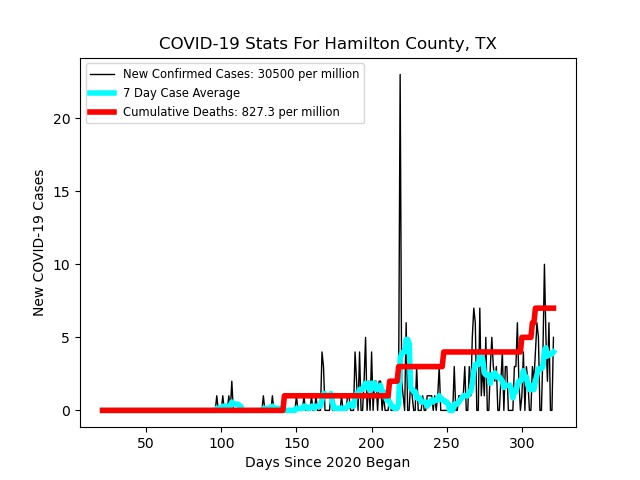 COVID-19 Stats For Hamilton County, TX
New Confirmed Cases: 30500 per million
7 Day Case Average
Cumulative Deaths: 827.3 per million
New COVID-19 Cases
20
15
10
5
0
50 100 150 200 250 300
Days Since 2020 Began